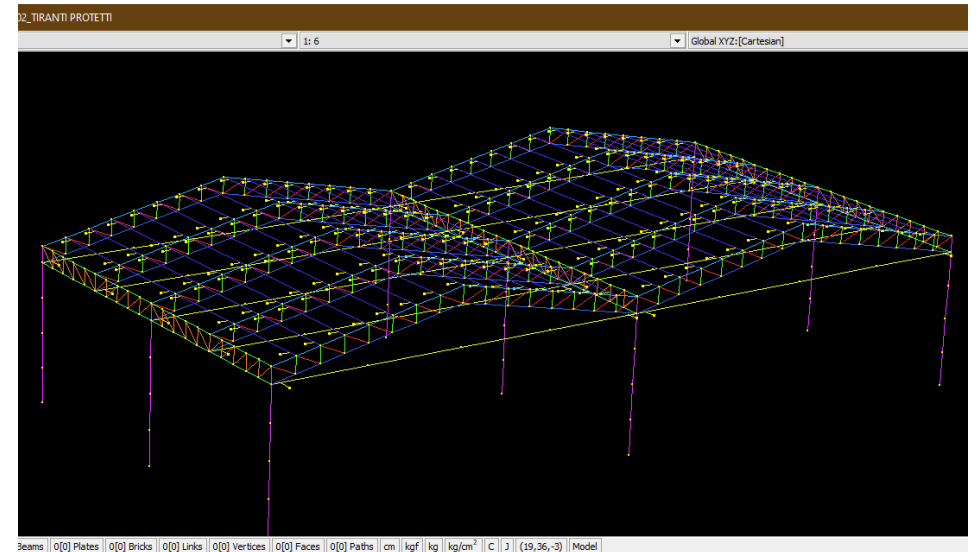 02_TIRANTI PROTETTI
1: 6 Global XYZ:[Cartesian]
Beams 0[0] Plates 0[0] Bricks 0[0] Links 0[0] Vertices 0[0] Faces 0[0] Paths cm kgf kg kg/cm² C J (19,36,-3) Model